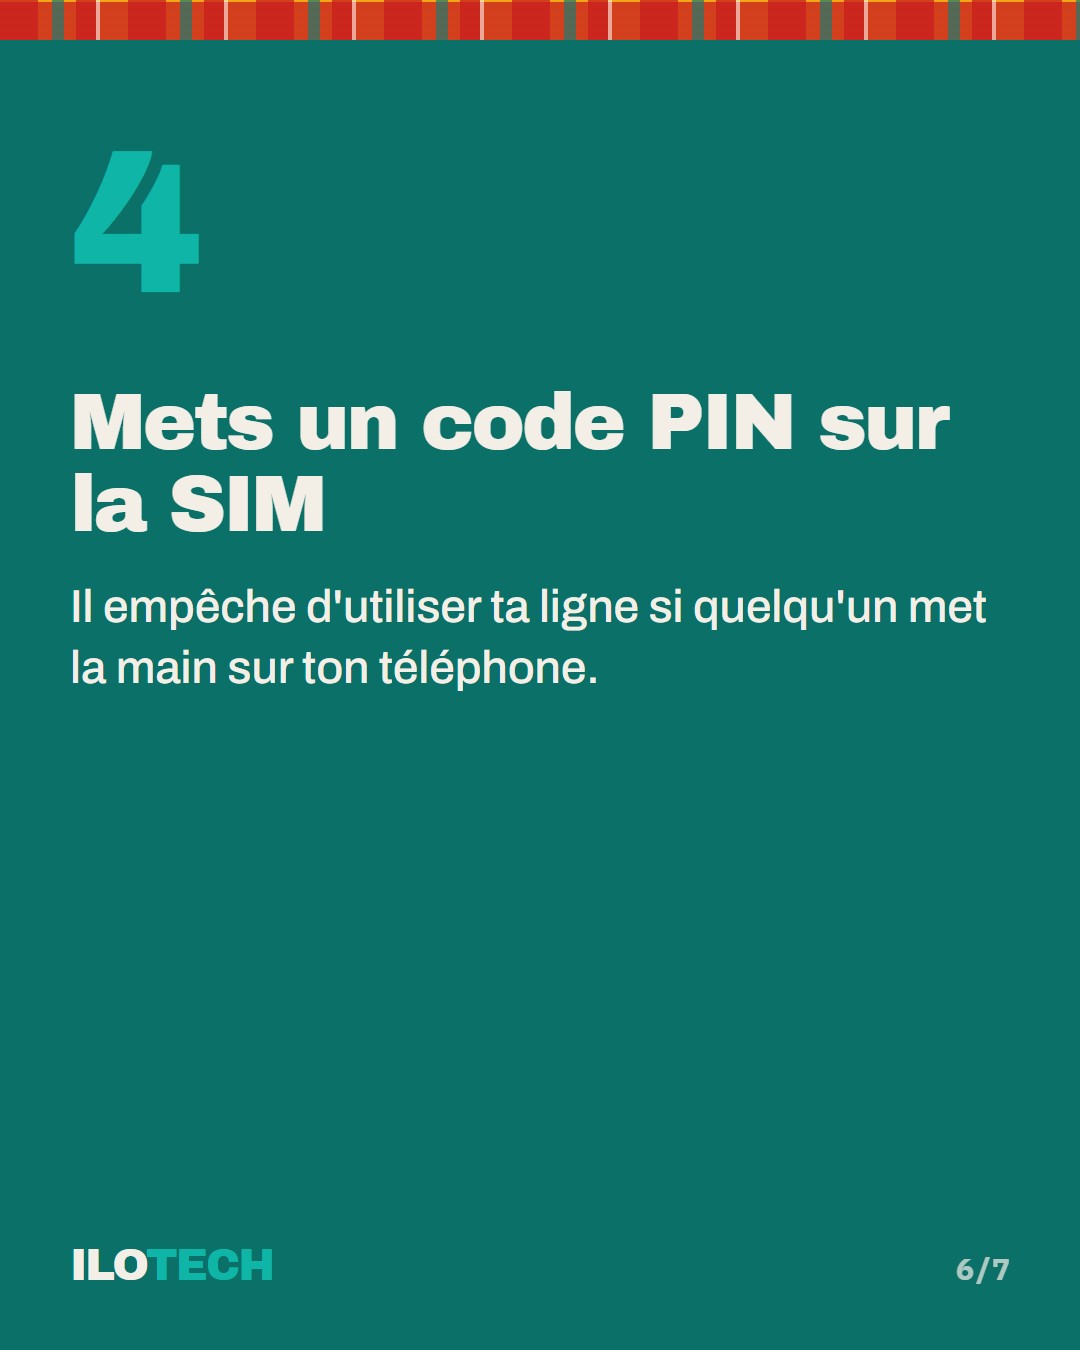 4
Mets un code PIN sur
la SIM
Il empêche d'utiliser ta ligne si quelqu'un met
la main sur ton téléphone.
ILOTECH
6/7